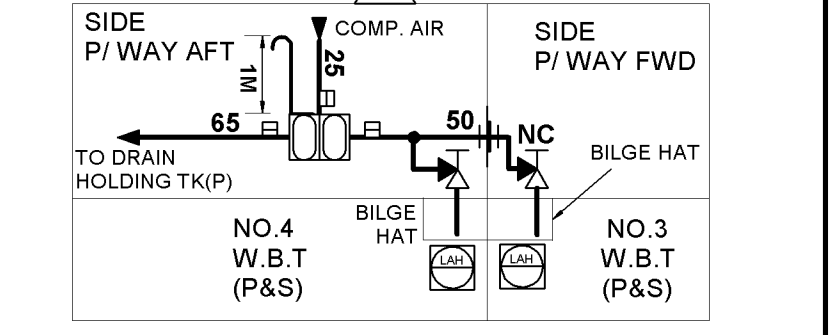 SIDE
P/ WAY AFT
COMP. AIR
SIDE
P/ WAY FWD
1M
25
65
50
NC
TO DRAIN
HOLDING TK(P)
BILGE HAT
BILGE
HAT
NO.4
W.B.T
(P&S)
LAH
LAH
NO.3
W.B.T
(P&S)